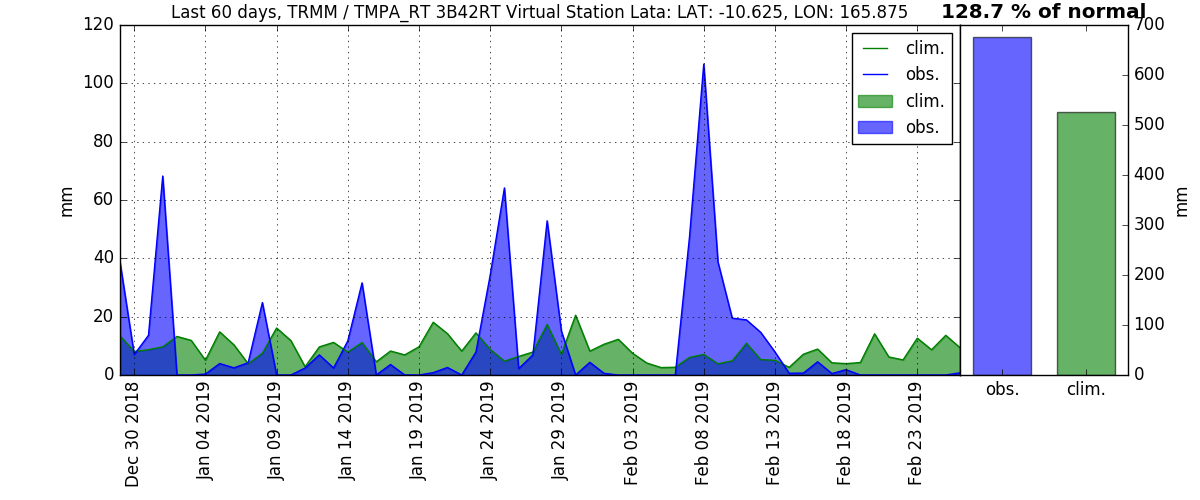 Last 60 days, TRMM / TMPA_RT 3B42RT Virtual Station Lata: LAT: -10.625, LON: 165.875
128.7 % of normal
120
100
80
60
40
20
0
mm
clim.
obs.
clim.
obs.
700
600
500
400
300
200
100
0
mm
Dec 30 2018
Jan 04 2019
Jan 09 2019
Jan 14 2019
Jan 19 2019
Jan 24 2019
Jan 29 2019
Feb 03 2019
Feb 08 2019
Feb 13 2019
Feb 18 2019
Feb 23 2019
obs.
clim.